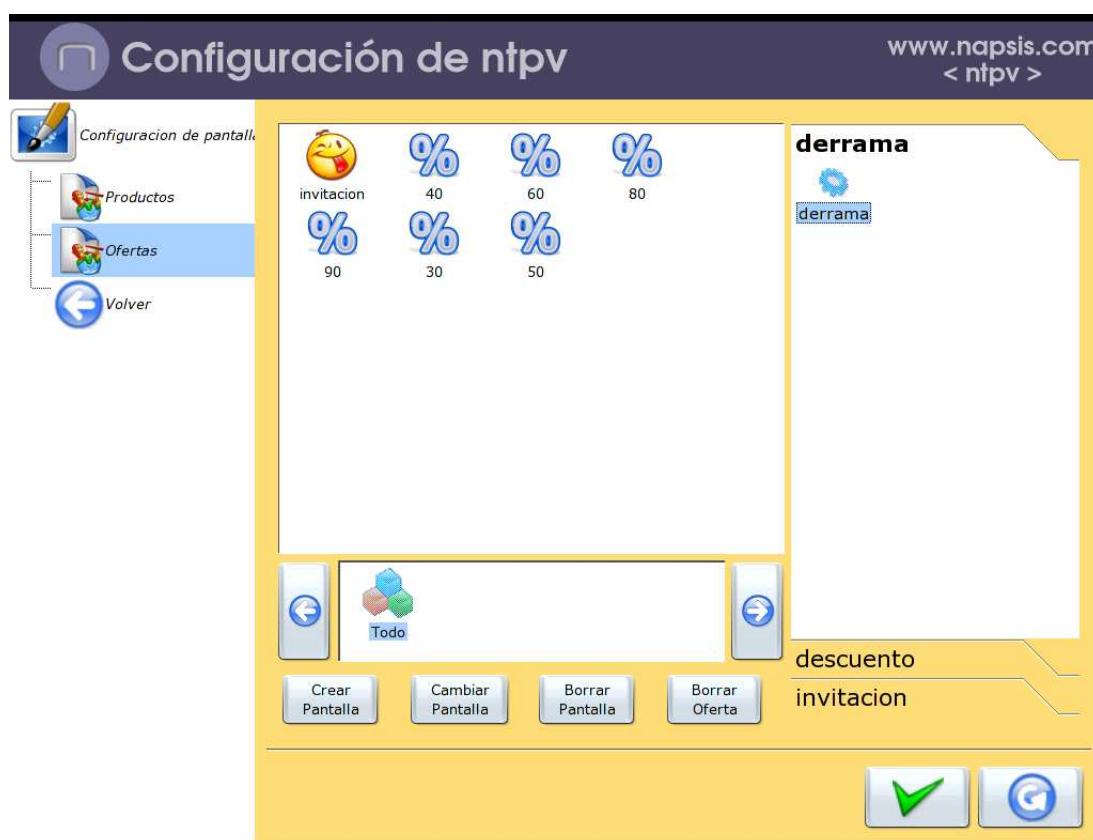 Configuración de ntpv
www.napsis.com
< ntpv >
Configuracion de pantalla
Productos
Ofertas
Volver
invitacion
40
60
80
90
30
50
Todo
Crear
Pantalla
Cambiar
Pantalla
Borrar
Pantalla
Borrar
Oferta
derrama
derrama
descuento
invitacion